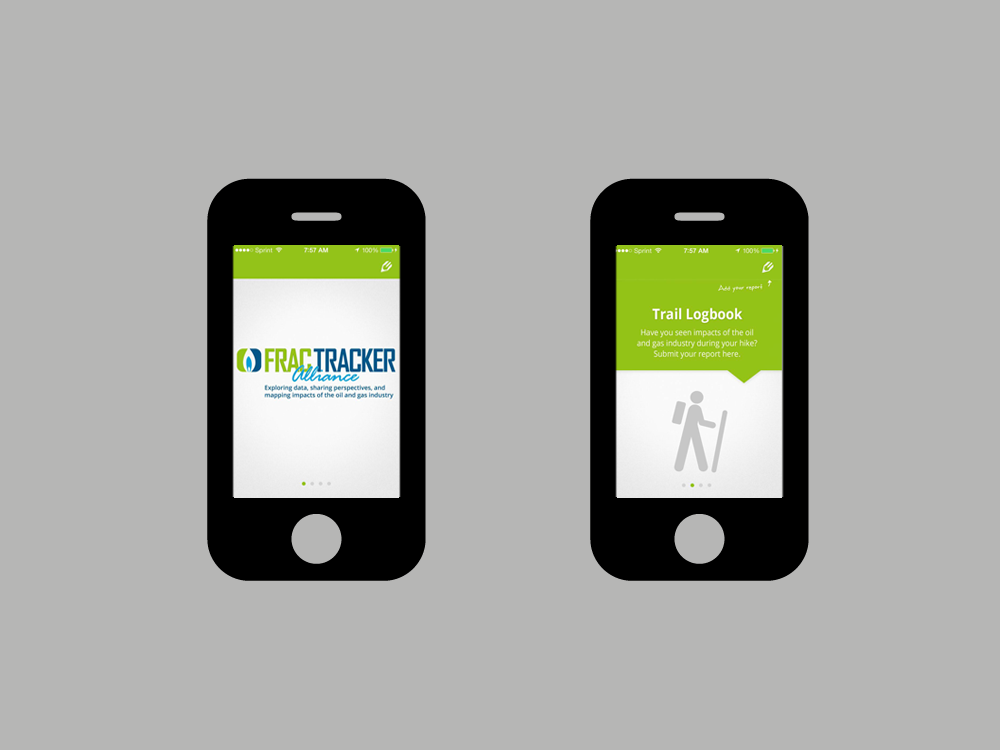 Sprint 7:57 AM 100%
FRACTRACKER
Alliance
Exploring data, sharing perspectives, and
mapping impacts of the oil and gas industry
Sprint 7:57 AM 100%
Add your report
Trail Logbook
Have you seen impacts of the oil
and gas industry during your hike?
Submit your report here.